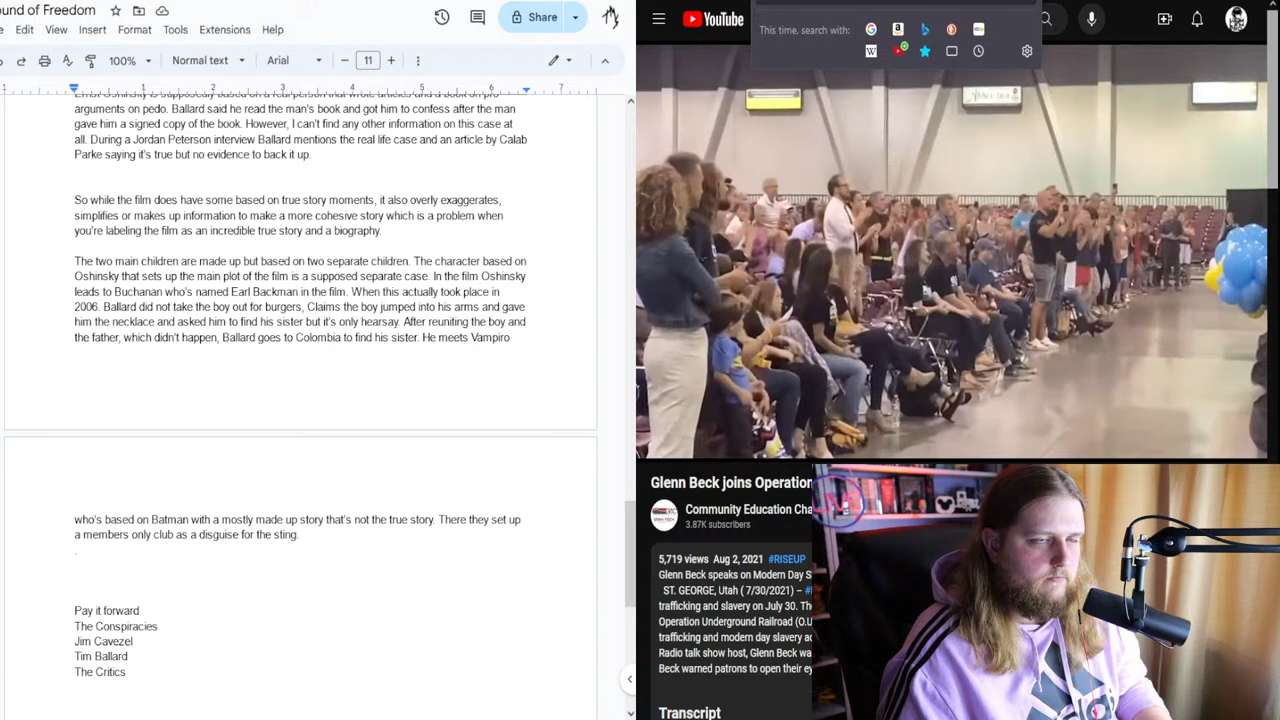 ound of Freedom
Share
Edit View Insert Format Tools Extensions Help
100% Normal text Arial 11
1 1 2 3 4 5 6 7
arguments on pedo. Ballard said he read the man's book and got him to confess after the man
gave him a signed copy of the book. However, I can't find any other information on this case at
all. During a Jordan Peterson interview Ballard mentions the real life case and an article by Calab
Parke saying it's true but no evidence to back it up.
So while the film does have some based on true story moments, it also overly exaggerates,
simplifies or makes up information to make a more cohesive story which is a problem when
you're labeling the film as an incredible true story and a biography.
The two main children are made up but based on two separate children. The character based on
Oshinsky that sets up the main plot of the film is a supposed separate case. In the film Oshinsky
leads to Buchanan who's named Earl Backman in the film. When this actually took place in
2006. Ballard did not take the boy out for burgers, Claims the boy jumped into his arms and gave
him the necklace and asked him to find his sister but it's only hearsay. After reuniting the boy and
the father, which didn't happen, Ballard goes to Colombia to find his sister. He meets Vampiro
who's based on Batman with a mostly made up story that's not the true story. There they set up
a members only club as a disguise for the sting.
.
Pay it forward
The Conspiracies
Jim Cavezel
Tim Ballard
The Critics
YouTube
This time, search with:
Glenn Beck joins Operation
Community Education Cha
3.87K subscribers
5,719 views Aug 2, 2021 #RISEUP
Glenn Beck speaks on Modern Day S
ST. GEORGE, Utah ( 7/30/2021) – #
trafficking and slavery on July 30. Th
Operation Underground Railroad (O.U
trafficking and modern day slavery ac
Radio talk show host, Glenn Beck wa
Beck warned patrons to open their ey
Transcript
LIVE